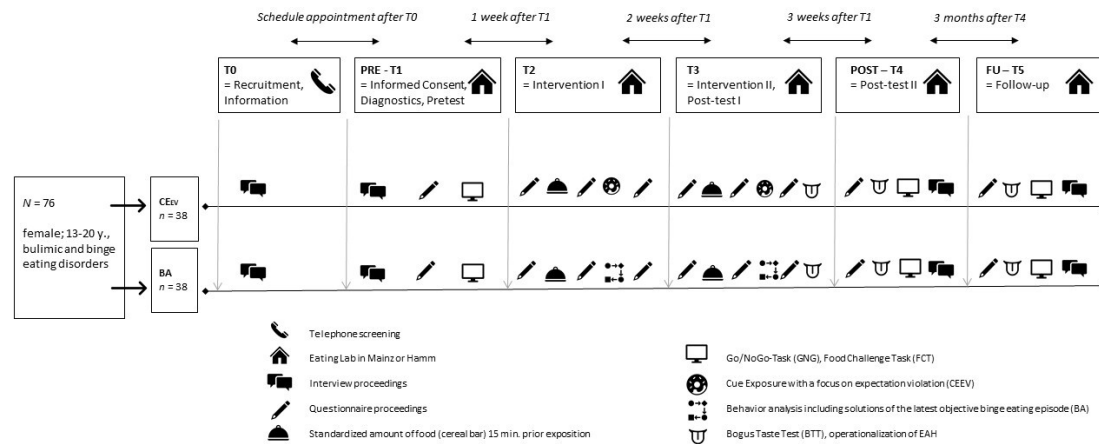 Schedule appointment after T0
1 week after T1
2 weeks after T1
3 weeks after T1
3 months after T4
T0
= Recruitment,
Information
PRE - T1
= Informed Consent,
Diagnostics, Pretest
T2
= Intervention I
T3
= Intervention II,
Post-test I
POST – T4
= Post-test II
FU – T5
= Follow-up
N = 76
female; 13-20 y.,
bulimic and binge
eating disorders
CEEV
n = 38
BA
n = 38
Telephone screening
Eating Lab in Mainz or Hamm
Interview proceedings
Questionnaire proceedings
Standardized amount of food (cereal bar) 15 min. prior exposition
Go/NoGo-Task (GNG), Food Challenge Task (FCT)
Cue Exposure with a focus on expectation violation (CEEV)
Behavior analysis including solutions of the latest objective binge eating episode (BA)
Bogus Taste Test (BTT), operationalization of EAH